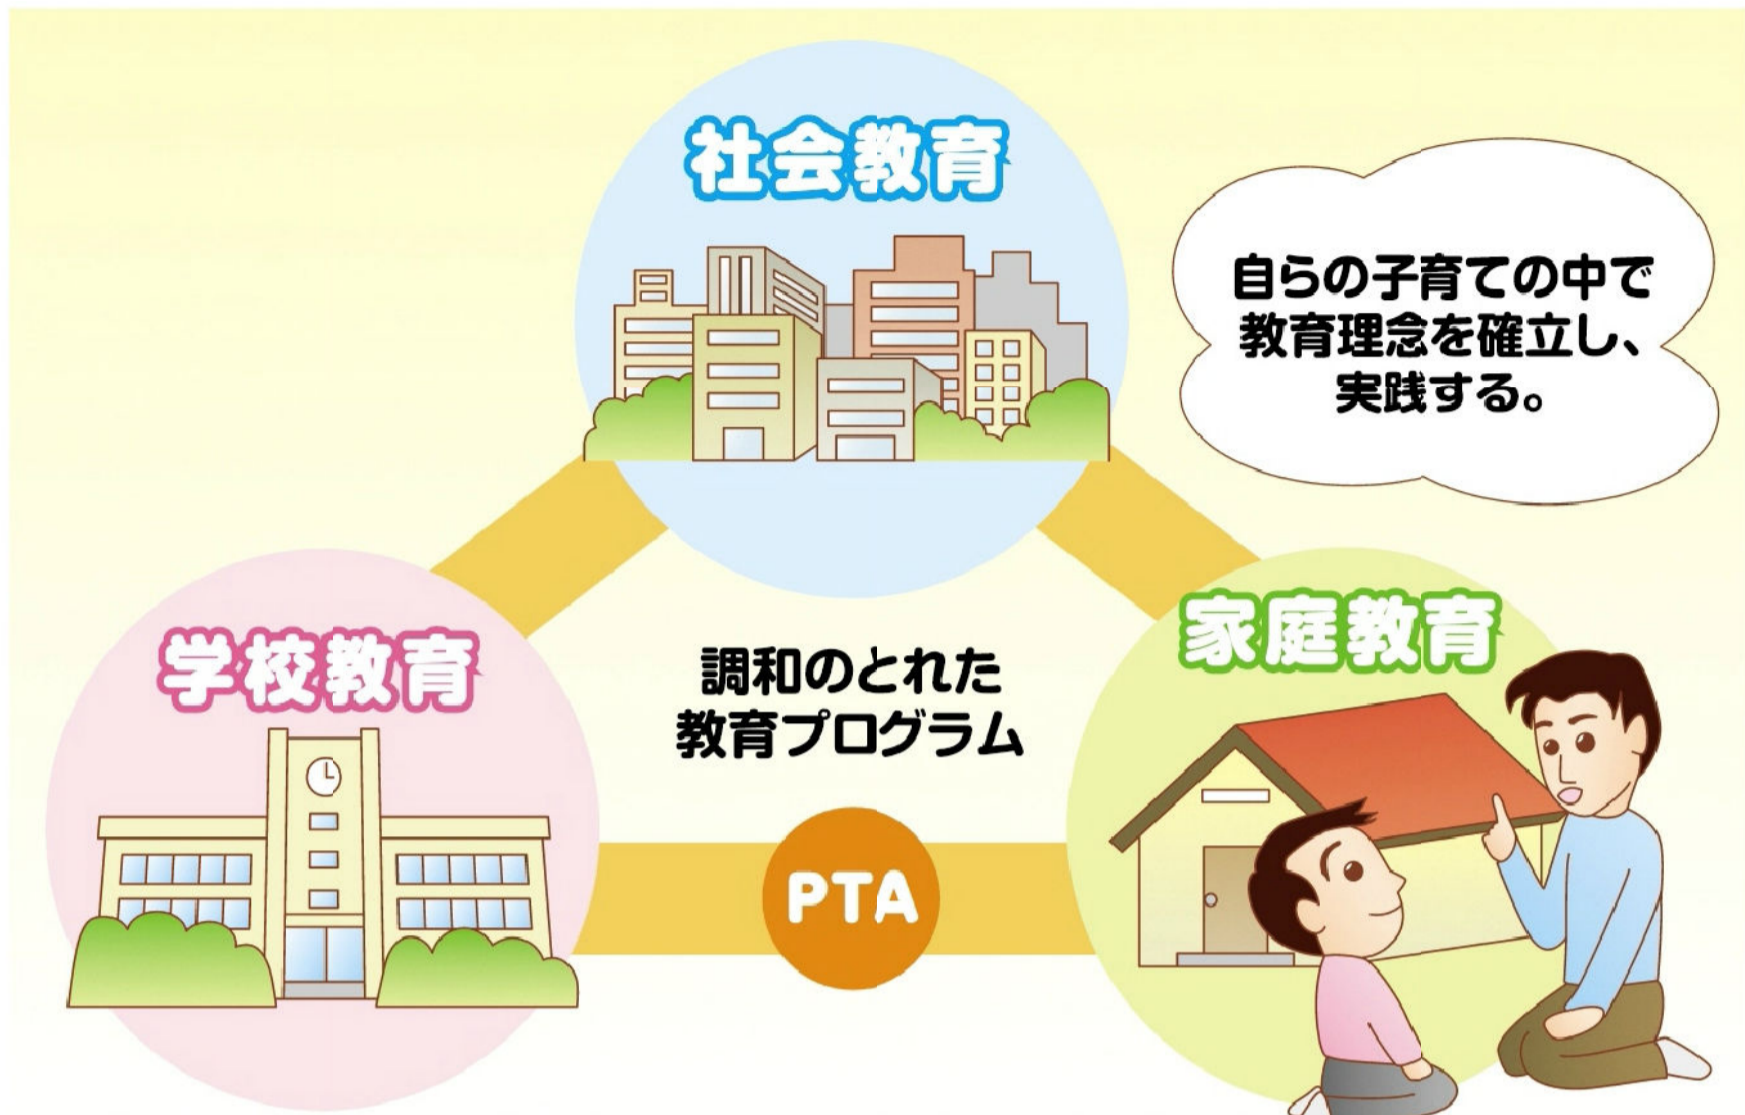 社会教育
自らの子育ての中で
教育理念を確立し、
実践する。
学校教育
調和のとれた
教育プログラム
家庭教育
PTA